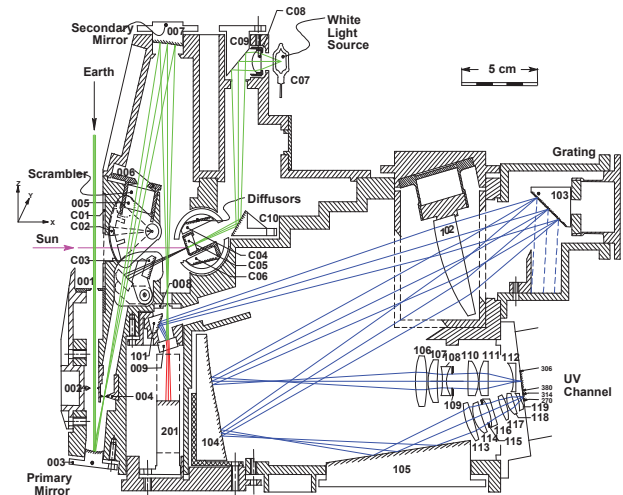 C08
Secondary
Mirror
007
C09
White
Light
Source
C07
5 cm
Earth
Scrambler
006
005
C01
C02
Z
Y
X
Sun
C03
001
Diffusors
C10
C04
C05
C06
008
Grating
103
102
101
009
002
004
201
104
003
Primary
Mirror
105
106
107
108
110
111
112
109
306
380
314
270
UV
Channel
119
118
117
116
115
114
113